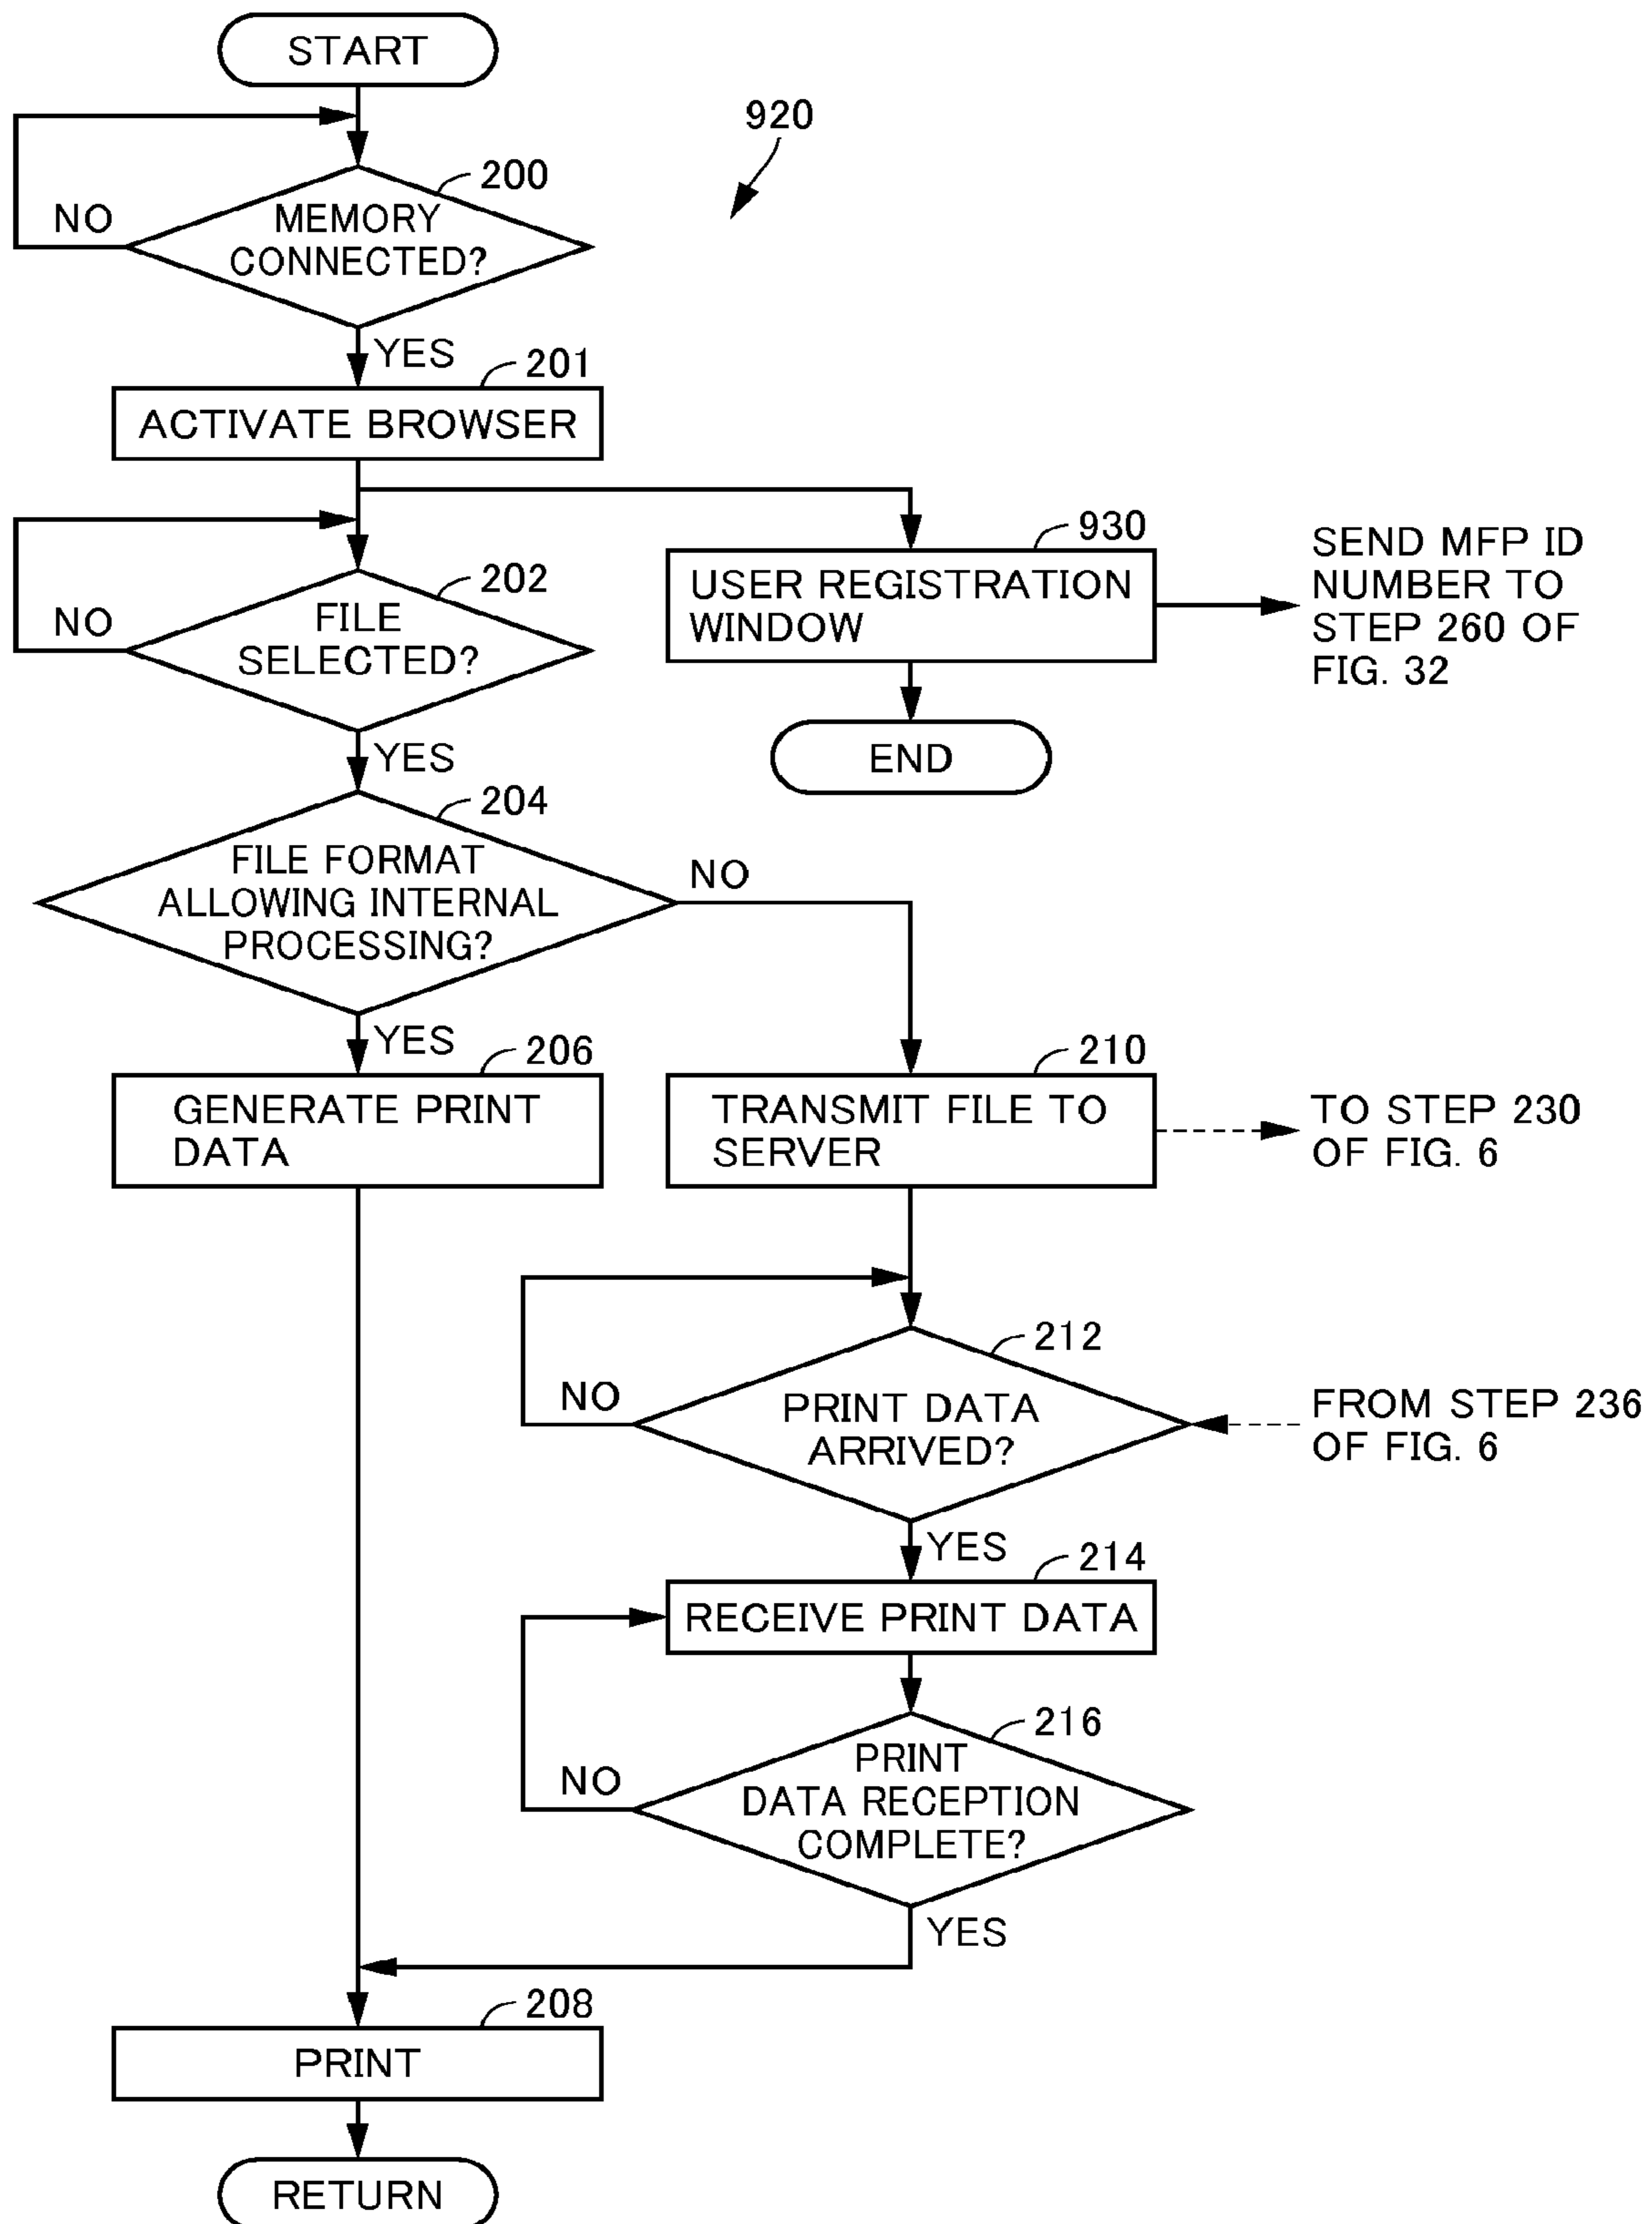 START
920
200
MEMORY
CONNECTED?
NO
YES
201
ACTIVATE BROWSER
930
USER REGISTRATION
WINDOW
SEND MFP ID
NUMBER TO
STEP 260 OF
FIG. 32
END
202
FILE
SELECTED?
NO
YES
204
FILE FORMAT
ALLOWING INTERNAL
PROCESSING?
NO
YES
206
GENERATE PRINT
DATA
210
TRANSMIT FILE TO
SERVER
TO STEP 230
OF FIG. 6
212
PRINT DATA
ARRIVED?
NO
FROM STEP 236
OF FIG. 6
YES
214
RECEIVE PRINT DATA
216
PRINT
DATA RECEPTION
COMPLETE?
NO
YES
208
PRINT
RETURN